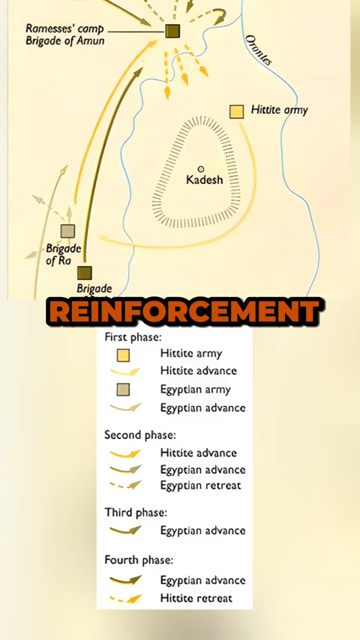 Ramesses' camp
Brigade of Amun
Orontes
Hittite army
Kadesh
Brigade
of Ra
Brigade
REINFORCEMENT
First phase:
Hittite army
Hittite advance
Egyptian army
Egyptian advance
Second phase:
Hittite advance
Egyptian advance
Egyptian retreat
Third phase:
Egyptian advance
Fourth phase:
Egyptian advance
Hittite retreat